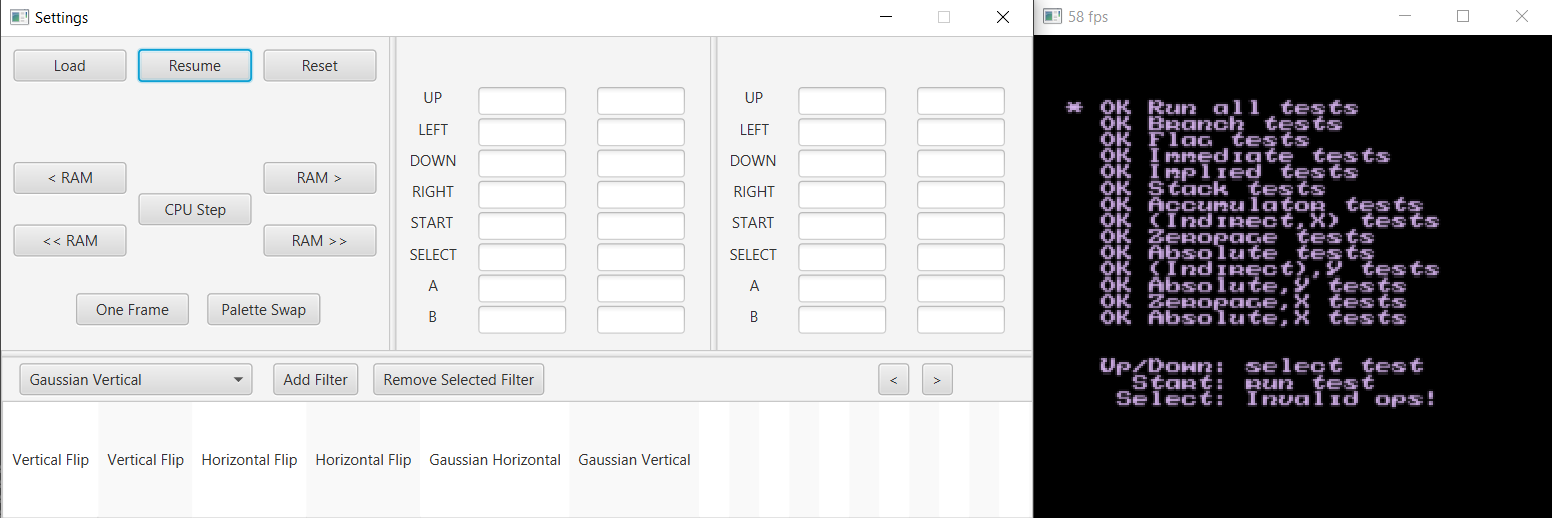 Settings
Load
Resume
Reset
< RAM
RAM >
CPU Step
<< RAM
RAM >>
One Frame
Palette Swap
UP
LEFT
DOWN
RIGHT
START
SELECT
A
B
UP
LEFT
DOWN
RIGHT
START
SELECT
A
B
Gaussian Vertical
Add Filter
Remove Selected Filter
<
>
Vertical Flip
Vertical Flip
Horizontal Flip
Horizontal Flip
Gaussian Horizontal
Gaussian Vertical
58 fps
* OK Run all tests
OK Branch tests
OK Flag tests
OK Immediate tests
OK Implied tests
OK Stack tests
OK Accumulator tests
OK (Indirect,X) tests
OK Zeropage tests
OK Absolute tests
OK (Indirect),Y tests
OK Absolute,Y tests
OK Zeropage,X tests
OK Absolute,X tests
Up/Down: select test
Start: run test
Select: Invalid ops!